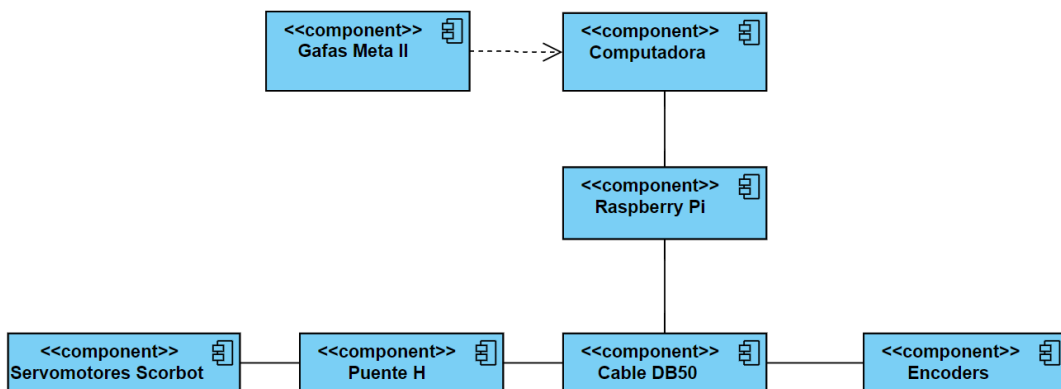 <<component>>
Gafas Meta II
<<component>>
Computadora
<<component>>
Raspberry Pi
<<component>>
Servomotores Scorbot
<<component>>
Puente H
<<component>>
Cable DB50
<<component>>
Encoders